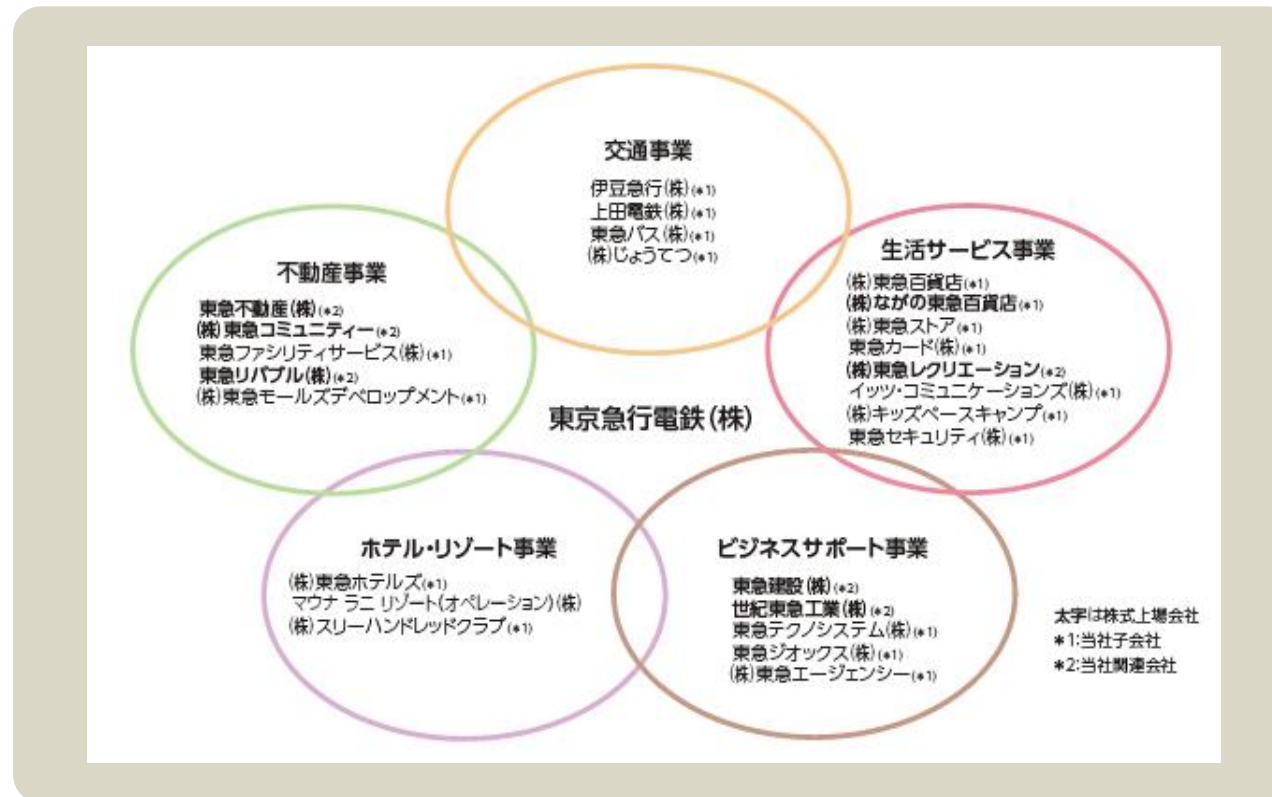 交通事業
伊豆急行(株)(*1)
上田電鉄(株)(*1)
東急バス(株)(*1)
(株)じょうてつ(*1)
不動産事業
東急不動産(株)(*2)
(株)東急コミュニティー(*2)
東急ファシリティサービス(株)(*1)
東急リバブル(株)(*2)
(株)東急モールズデベロップメント(*1)
生活サービス事業
(株)東急百貨店(*1)
(株)ながの東急百貨店(*1)
(株)東急ストア(*1)
東急カード(株)(*1)
(株)東急レクリエーション(*2)
イッツ・コミュニケーションズ(株)(*1)
(株)キッズベースキャンプ(*1)
東急セキュリティ(株)(*1)
東京急行電鉄(株)
ホテル・リゾート事業
(株)東急ホテルズ(*1)
マウナ ラニ リゾート(オペレーション)(株)
(株)スリーハンドレッドクラブ(*1)
ビジネスサポート事業
東急建設(株)(*2)
世紀東急工業(株)(*2)
東急テクノシステム(株)(*1)
東急ジオックス(株)(*1)
(株)東急エージェンシー(*1)
太字は株式上場会社
*1:当社子会社
*2:当社関連会社